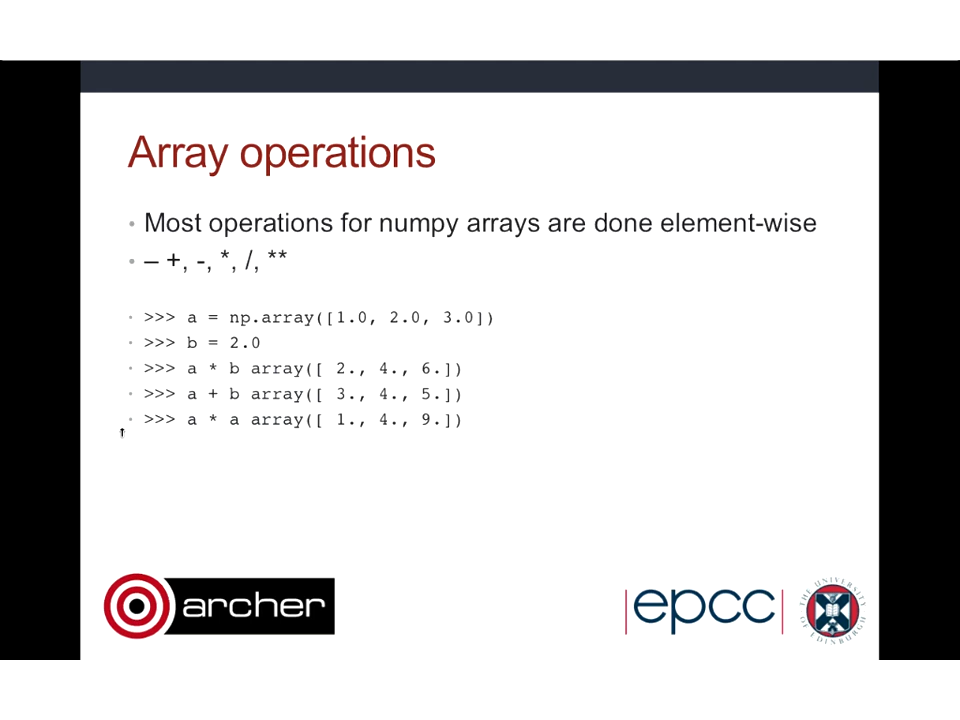 Array operations
• Most operations for numpy arrays are done element-wise
• – +, -, *, /, **
• >>> a = np.array([1.0, 2.0, 3.0])
• >>> b = 2.0
• >>> a * b array([ 2., 4., 6.])
• >>> a + b array([ 3., 4., 5.])
• >>> a * a array([ 1., 4., 9.])
archer
|epcc|
THE UNIVERSITY
OF EDINBURGH